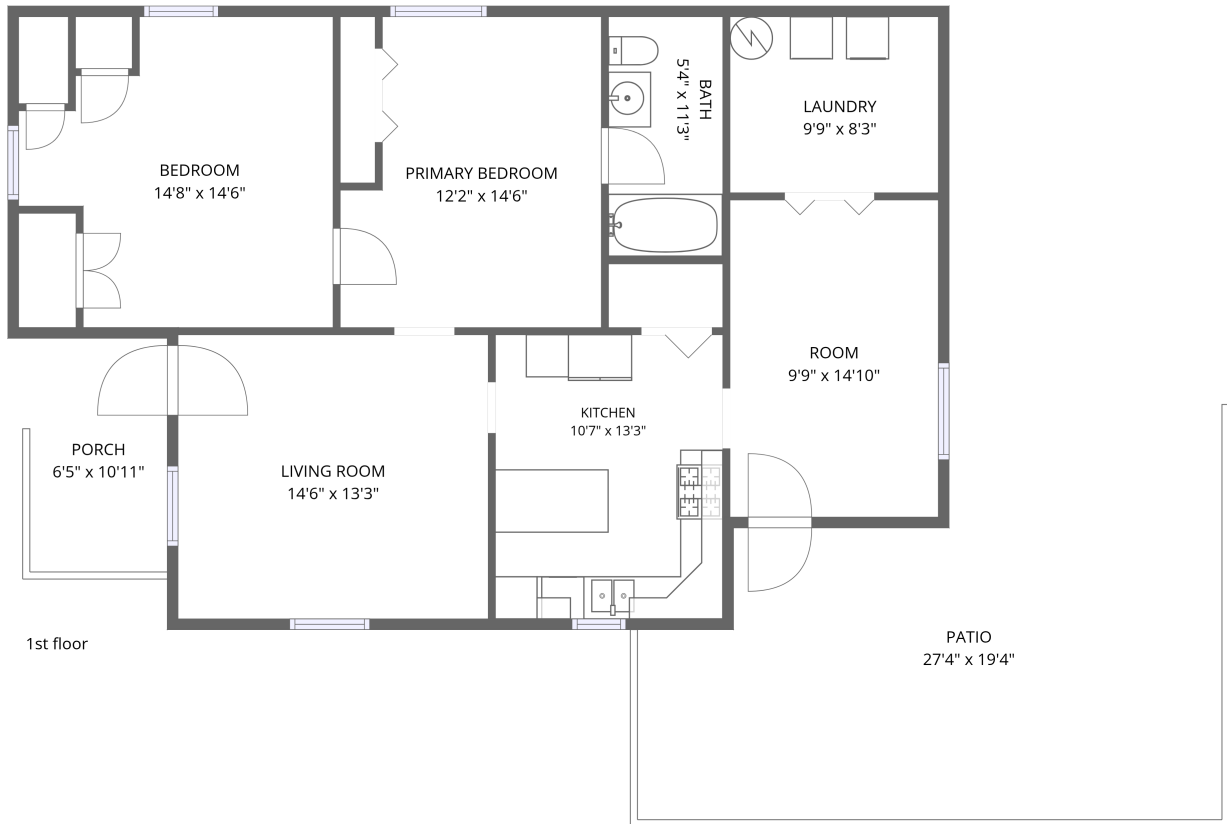 BEDROOM
14'8" x 14'6"
PRIMARY BEDROOM
12'2" x 14'6"
BATH
5'4" x 11'3"
LAUNDRY
9'9" x 8'3"
ROOM
9'9" x 14'10"
KITCHEN
10'7" x 13'3"
PORCH
6'5" x 10'11"
LIVING ROOM
14'6" x 13'3"
1st floor
PATIO
27'4" x 19'4"